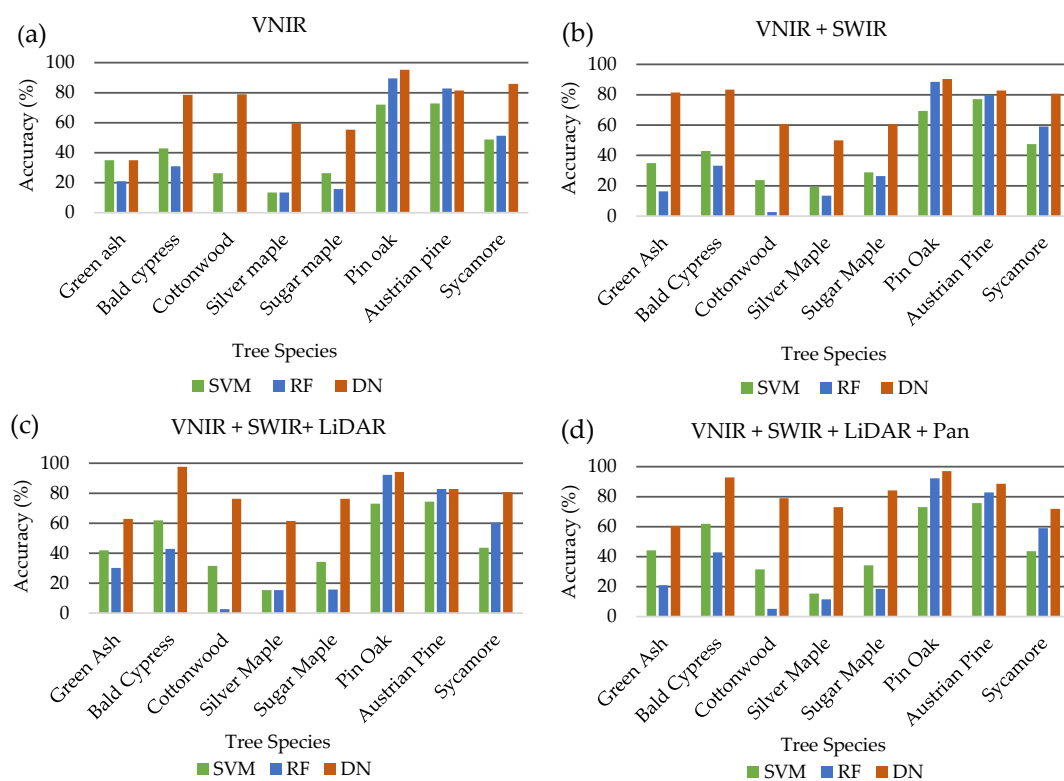 (a)
VNIR
Accuracy (%)
100
80
60
40
20
0
Green ash
Bald cypress
Cottonwood
Silver maple
Sugar maple
Pin oak
Austrian pine
Sycamore
Tree Species
SVM RF DN
(b)
VNIR + SWIR
Accuracy (%)
100
80
60
40
20
0
Green Ash
Bald Cypress
Cottonwood
Silver Maple
Sugar Maple
Pin Oak
Austrian Pine
Sycamore
Tree Species
SVM RF DN
(c)
VNIR + SWIR+ LiDAR
Accuracy (%)
100
80
60
40
20
0
Green Ash
Bald Cypress
Cottonwood
Silver Maple
Sugar Maple
Pin Oak
Austrian Pine
Sycamore
Tree Species
SVM RF DN
(d)
VNIR + SWIR + LiDAR + Pan
Accuracy (%)
100
80
60
40
20
0
Green Ash
Bald Cypress
Cottonwood
Silver Maple
Sugar Maple
Pin Oak
Austrian Pine
Sycamore
Tree Species
SVM RF DN